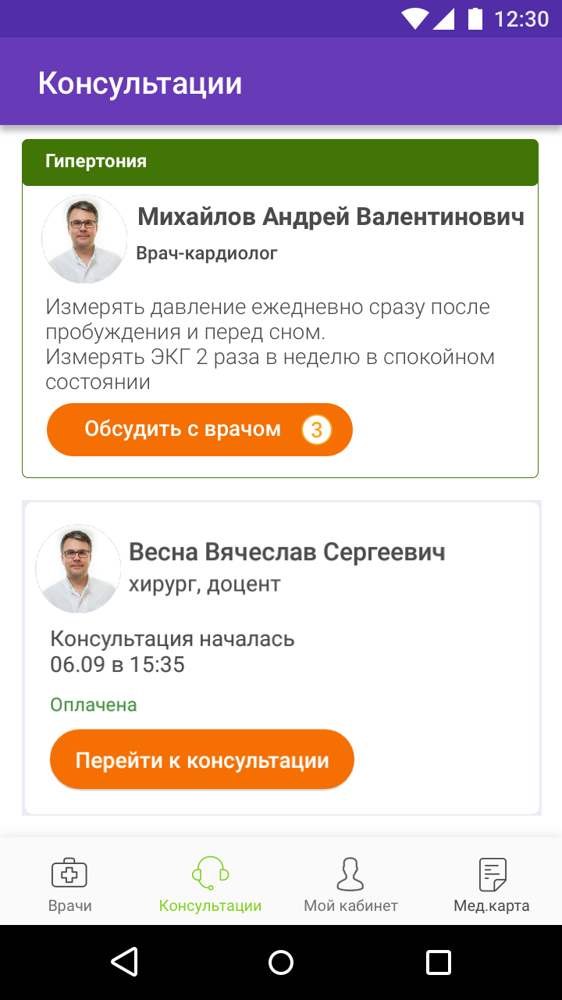 12:30
Консультации
Гипертония
Михайлов Андрей Валентинович
Врач-кардиолог
Измерять давление ежедневно сразу после
пробуждения и перед сном.
Измерять ЭКГ 2 раза в неделю в спокойном
состоянии
Обсудить с врачом 3
Весна Вячеслав Сергеевич
хирург, доцент
Консультация началась
06.09 в 15:35
Оплачена
Перейти к консультации
Врачи Консультации Мой кабинет Мед.карта